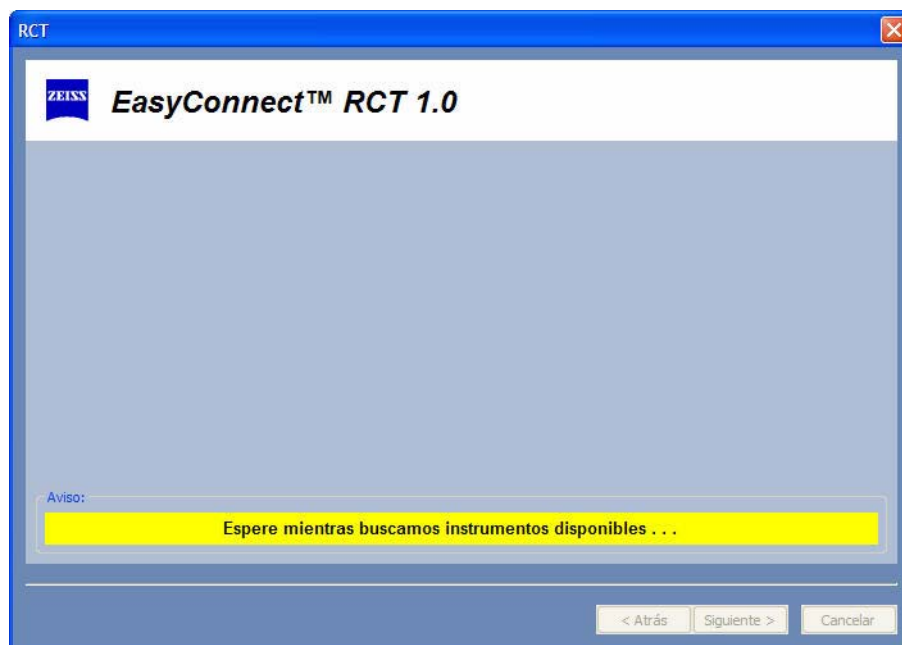 RCT
ZEISS
EasyConnect™ RCT 1.0
Aviso:
Espere mientras buscamos instrumentos disponibles . . .
< Atrás Siguiente > Cancelar